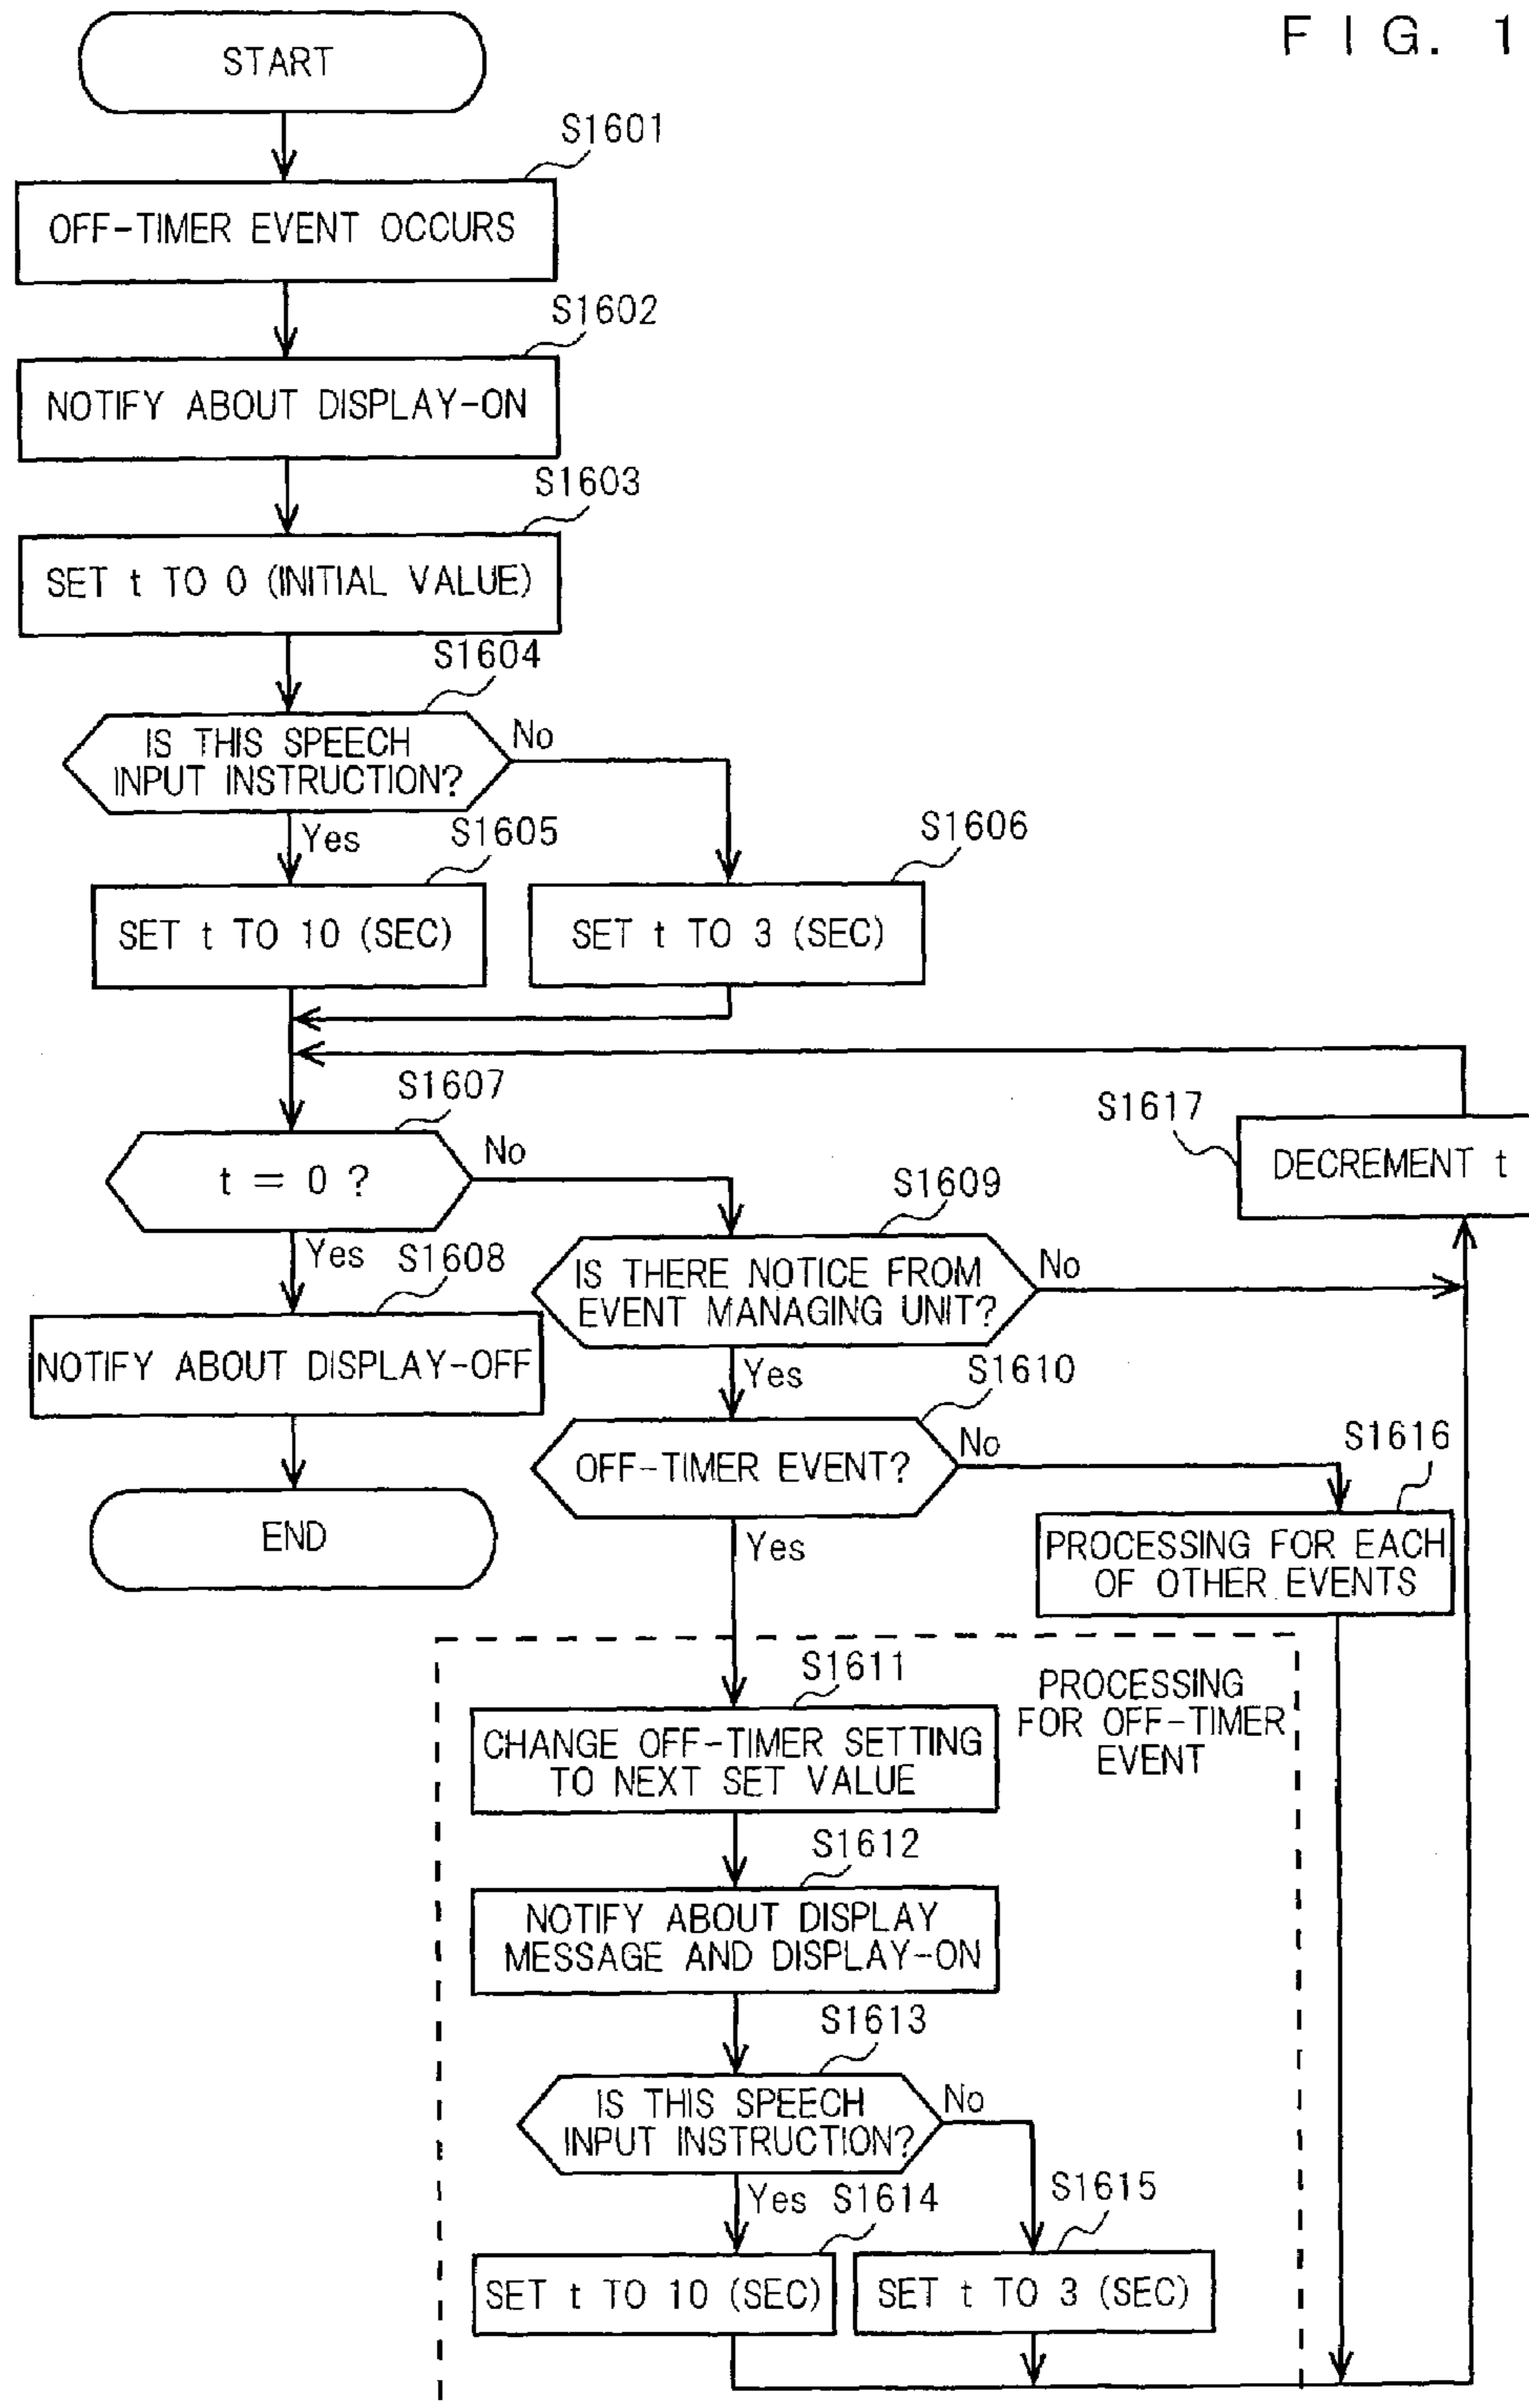 FIG. 1
START
S1601
OFF-TIMER EVENT OCCURS
S1602
NOTIFY ABOUT DISPLAY-ON
S1603
SET t TO 0 (INITIAL VALUE)
S1604
IS THIS SPEECH
INPUT INSTRUCTION?
No
Yes
S1605
S1606
SET t TO 10 (SEC)
SET t TO 3 (SEC)
S1607
t = 0 ?
No
S1617
DECREMENT t
Yes
S1608
NOTIFY ABOUT DISPLAY-OFF
END
S1609
IS THERE NOTICE FROM
EVENT MANAGING UNIT?
No
Yes
S1610
OFF-TIMER EVENT?
No
S1616
PROCESSING FOR EACH
OF OTHER EVENTS
Yes
PROCESSING
FOR OFF-TIMER
EVENT
S1611
CHANGE OFF-TIMER SETTING
TO NEXT SET VALUE
S1612
NOTIFY ABOUT DISPLAY
MESSAGE AND DISPLAY-ON
S1613
IS THIS SPEECH
INPUT INSTRUCTION?
No
Yes
S1614
S1615
SET t TO 10 (SEC)
SET t TO 3 (SEC)